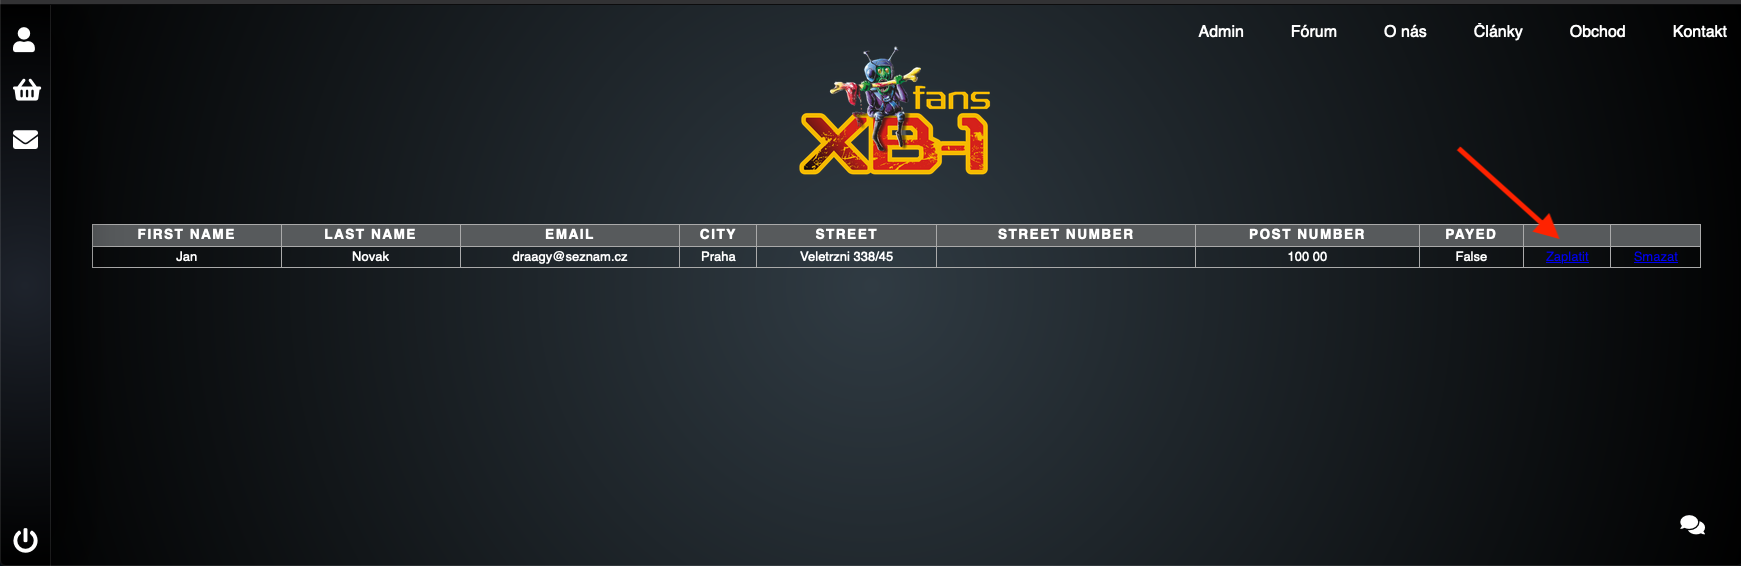 Admin Fórum O nás Články Obchod Kontakt
fans
XB-1
FIRST NAME LAST NAME EMAIL CITY STREET STREET NUMBER POST NUMBER PAYED
Jan Novak draagy@seznam.cz Praha Veletrzni 338/45 100 00 False Zaplatit Smazat